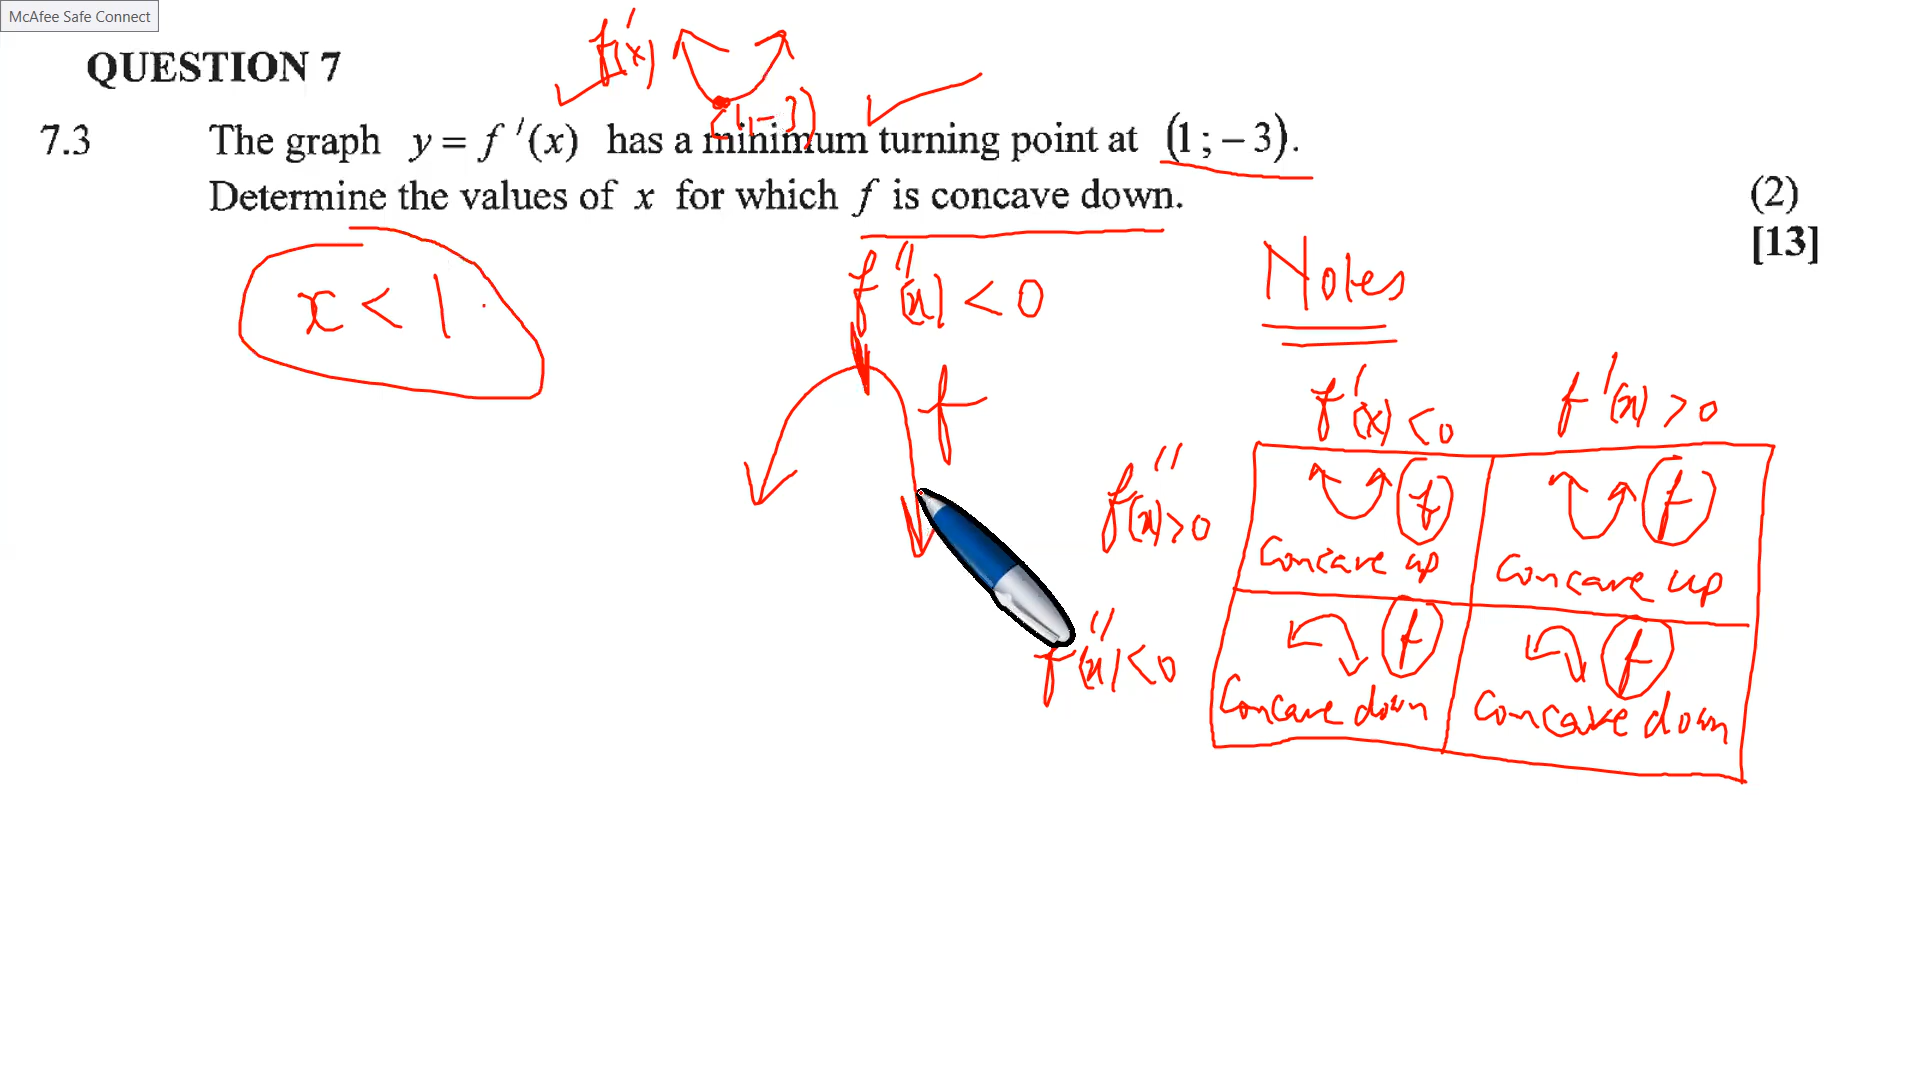 McAfee Safe Connect
f'(x)
QUESTION 7
(1,-3)
7.3 The graph y = f '(x) has a minimum turning point at (1 ; – 3).
Determine the values of x for which f is concave down. (2)
[13]
x < 1
f''(x) < 0
Notes
f
f'(x) < 0 f'(x) > 0
f''(x) > 0 f f
Concave up Concave up
f''(x) < 0 f f
Concave down Concave down